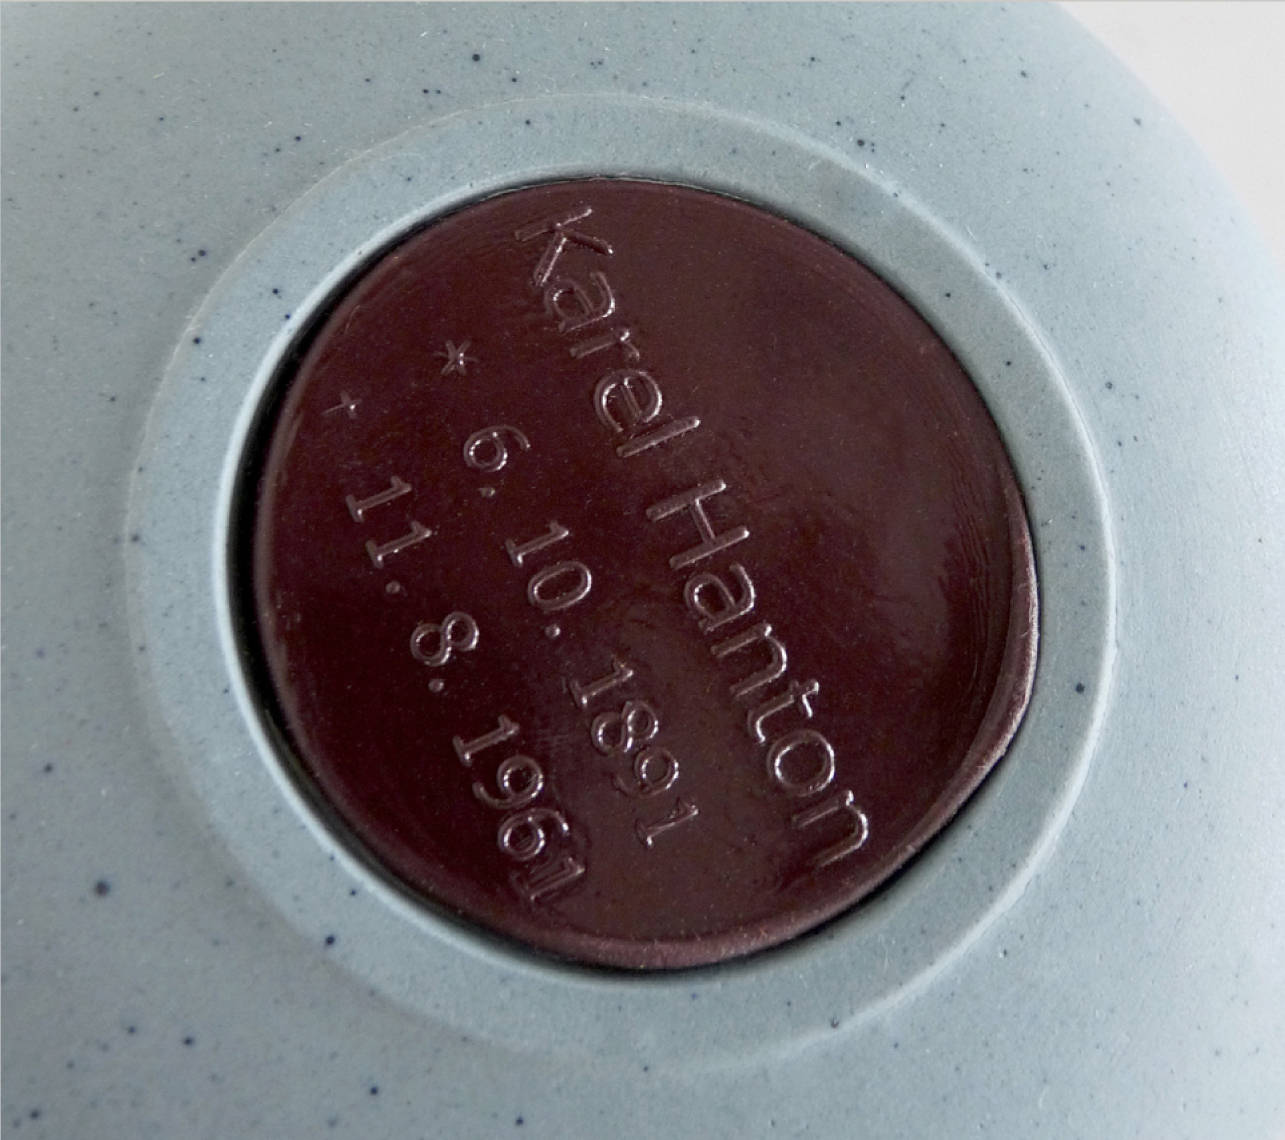 Karel Hanton
* 6. 10. 1891
+ 11. 8. 1961